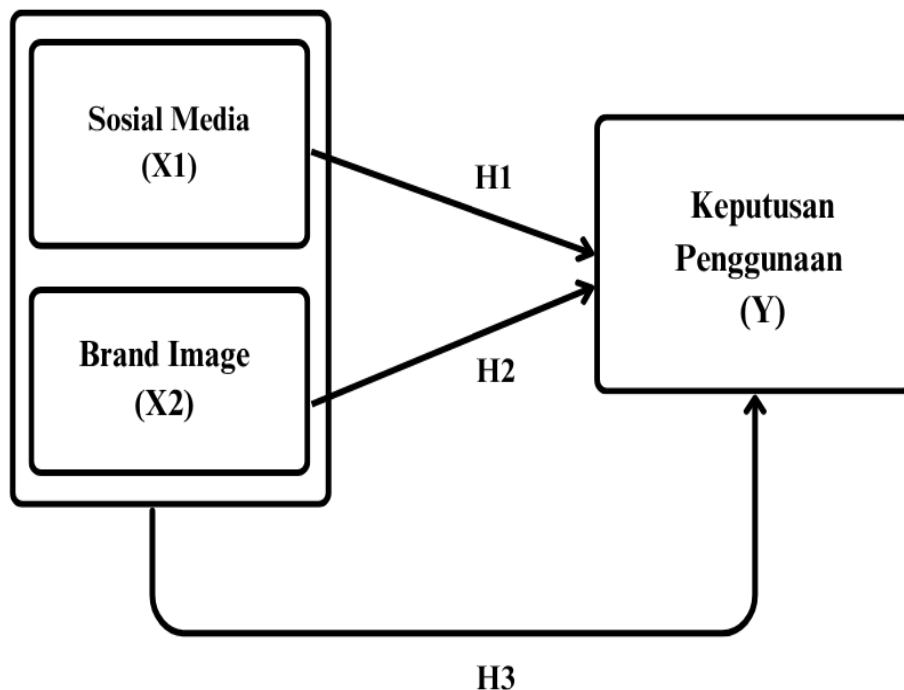 Sosial Media
(X1)
H1
Keputusan
Penggunaan
(Y)
Brand Image
(X2)
H2
H3